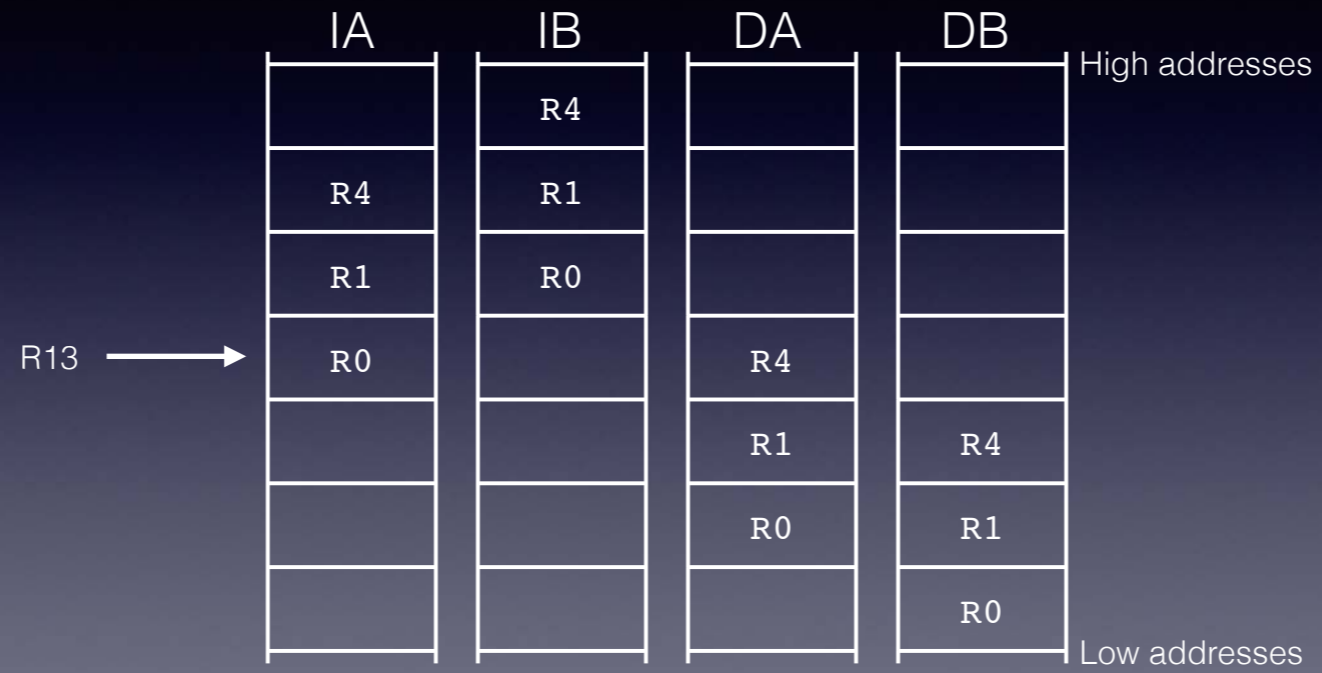 IA IB DA DB
High addresses
R4
R4 R1
R1 R0
R13 R0 R4
R1 R4
R0 R1
R0
Low addresses